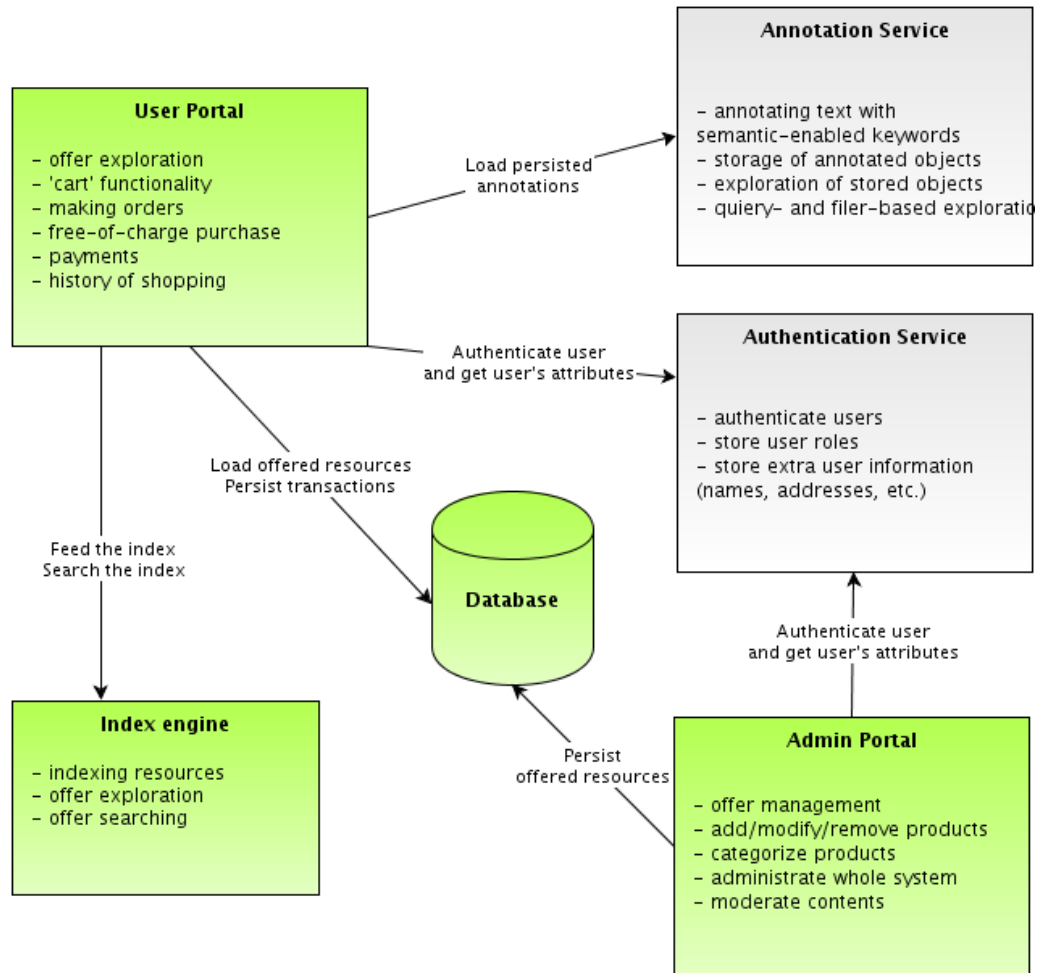 Annotation Service
- annotating text with
semantic-enabled keywords
- storage of annotated objects
- exploration of stored objects
- quiery- and filer-based exploratio
User Portal
- offer exploration
- 'cart' functionality
- making orders
- free-of-charge purchase
- payments
- history of shopping
Load persisted
annotations
Authentication Service
- authenticate users
- store user roles
- store extra user information
(names, addresses, etc.)
Authenticate user
and get user's attributes
Load offered resources
Persist transactions
Feed the index
Search the index
Database
Authenticate user
and get user's attributes
Index engine
- indexing resources
- offer exploration
- offer searching
Persist
offered resources
Admin Portal
- offer management
- add/modify/remove products
- categorize products
- administrate whole system
- moderate contents